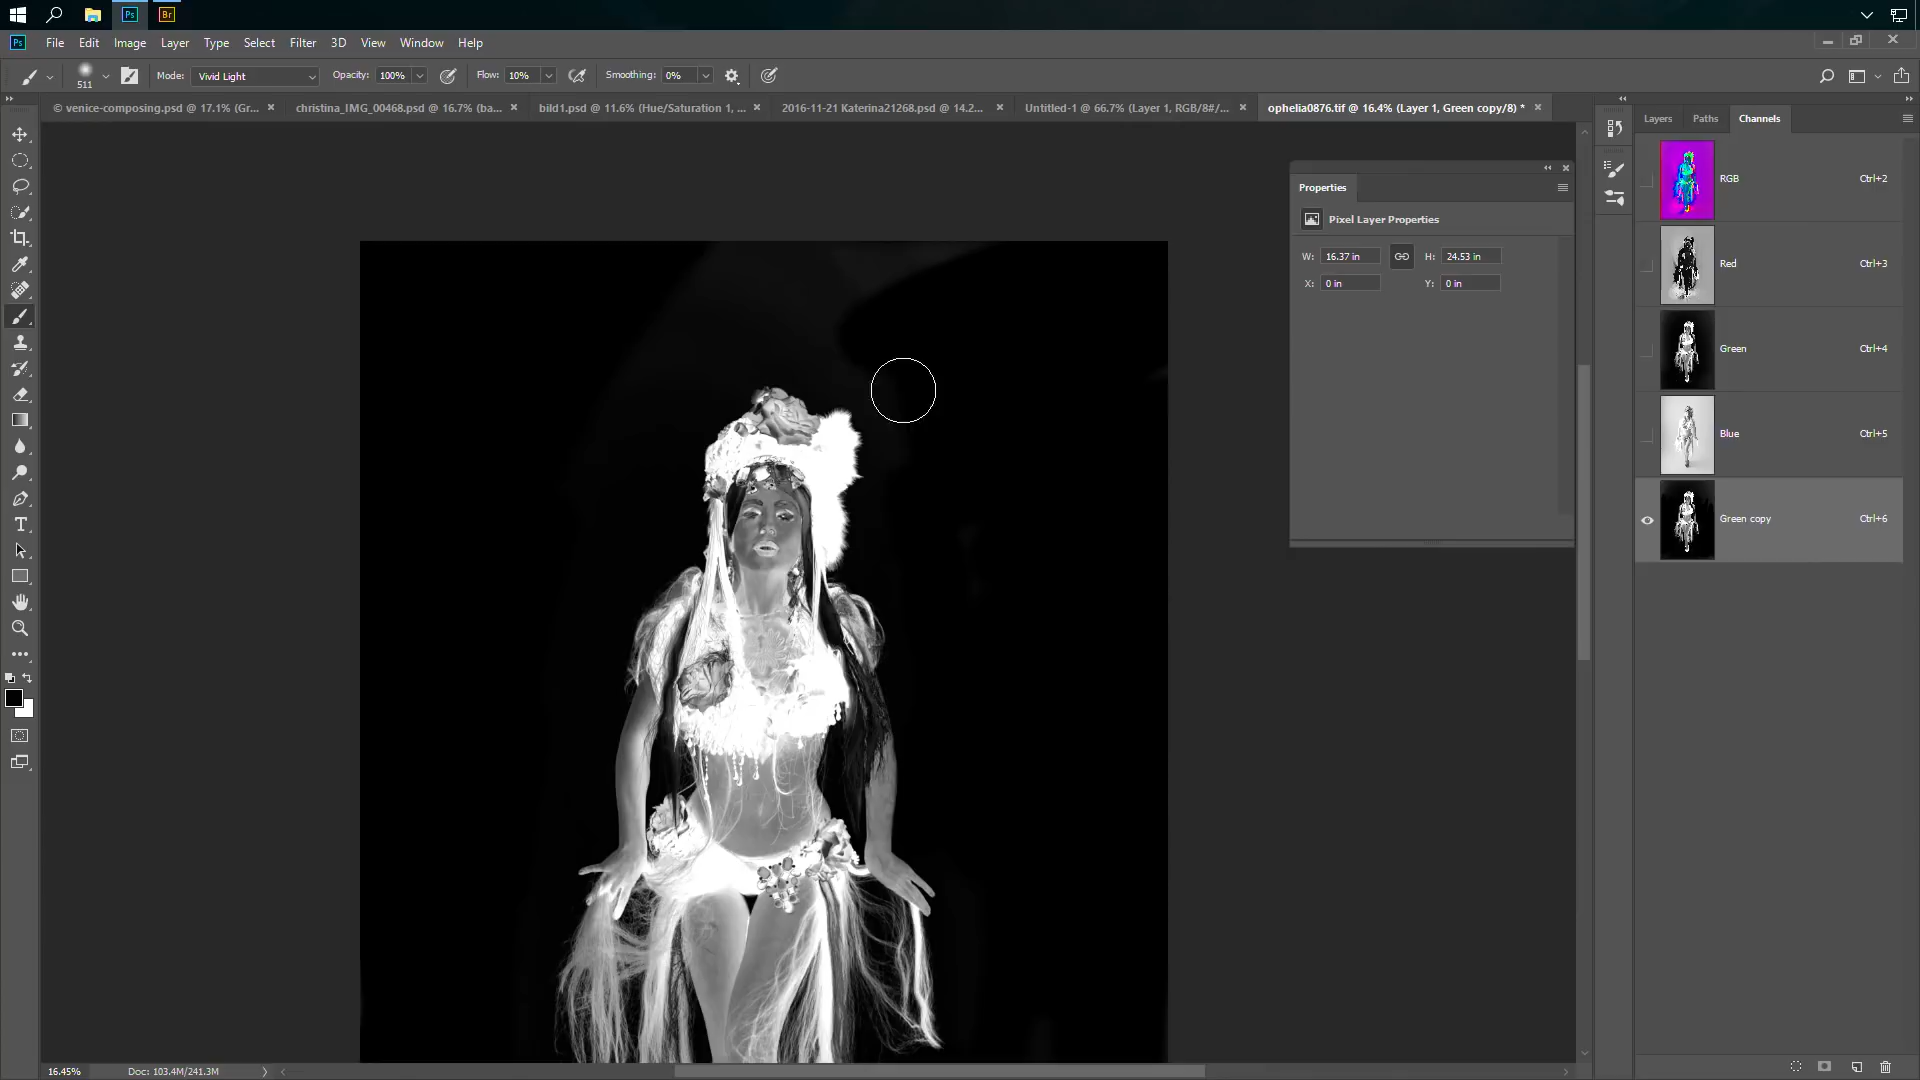 Ps Br
Ps File Edit Image Layer Type Select Filter 3D View Window Help
511 Mode: Vivid Light Opacity: 100% Flow: 10% Smoothing: 0%
© venice-composing.psd @ 17.1% (Gr... × christina_IMG_00468.psd @ 16.7% (ba... × bild1.psd @ 11.6% (Hue/Saturation 1, ... × 2016-11-21 Katerina21268.psd @ 14.2... × Untitled-1 @ 66.7% (Layer 1, RGB/8#/... × ophelia0876.tif @ 16.4% (Layer 1, Green copy/8) * ×
Layers Paths Channels
Properties
Pixel Layer Properties
W: 16.37 in H: 24.53 in
X: 0 in Y: 0 in
RGB Ctrl+2
Red Ctrl+3
Green Ctrl+4
Blue Ctrl+5
Green copy Ctrl+6
16.45% Doc: 103.4M/241.3M